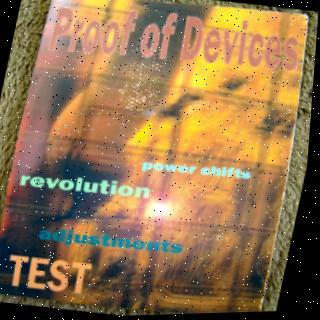 Proof of Devices
power shifts
revolution
adjustments
TEST